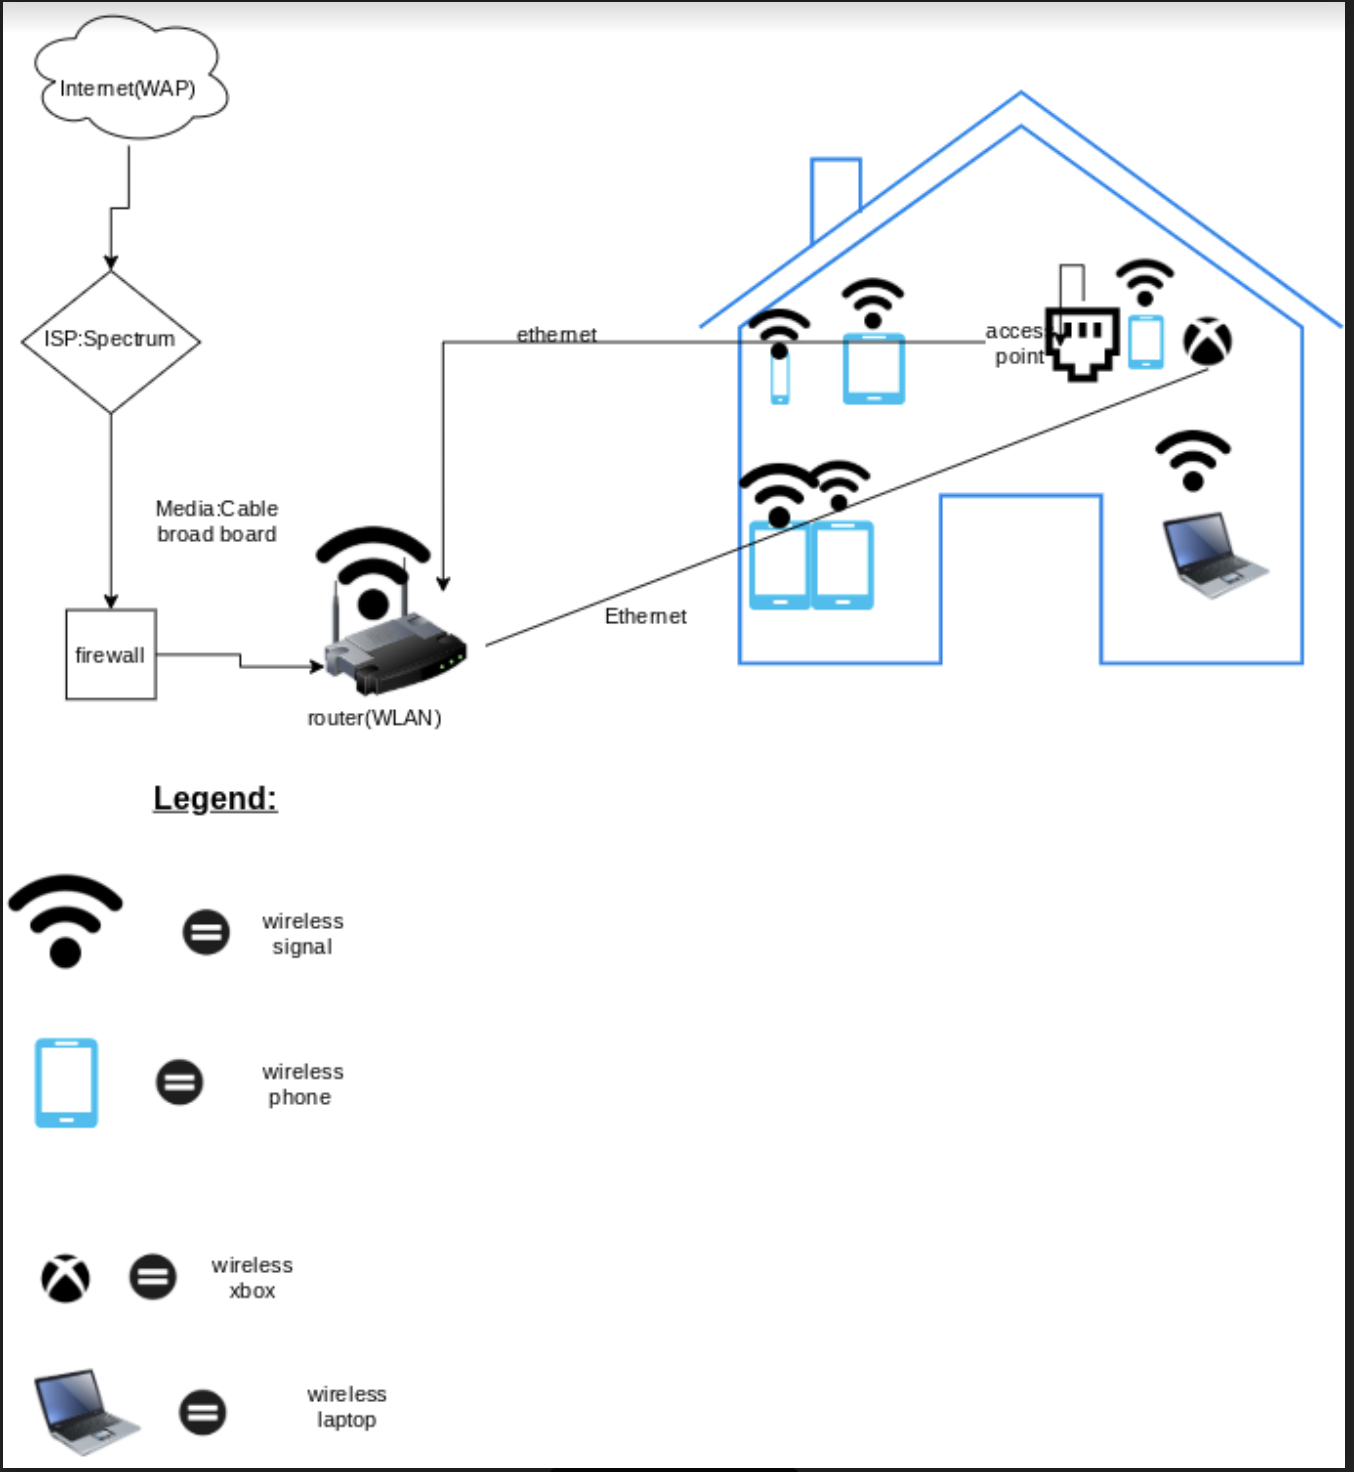 Internet(WAP)
ISP:Spectrum
Media:Cable
broad board
firewall
router(WLAN)
ethernet
Ethernet
acces
point
Legend:
wireless
signal
wireless
phone
wireless
xbox
wireless
laptop